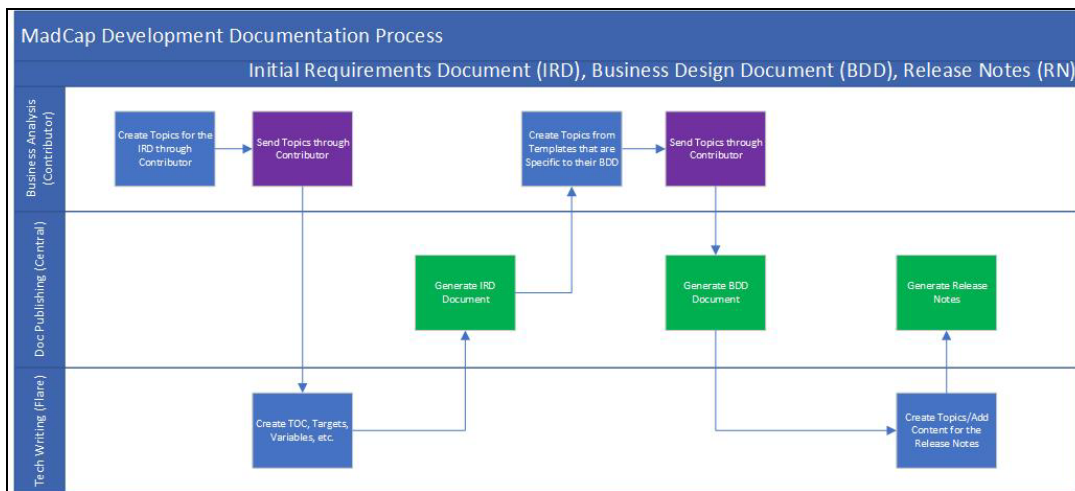 MadCap Development Documentation Process
Initial Requirements Document (IRD), Business Design Document (BDD), Release Notes (RN)
Business Analysis
(Contributor)
Create Topics for the
IRD through
Contributor
Send Topics through
Contributor
Create Topics from
Templates that are
Specific to their BDD
Send Topics through
Contributor
Doc Publishing (Central)
Generate IRD
Document
Generate BDD
Document
Generate Release
Notes
Tech Writing (Flare)
Create TOC, Targets,
Variables, etc.
Create Topics/Add
Content for the
Release Notes